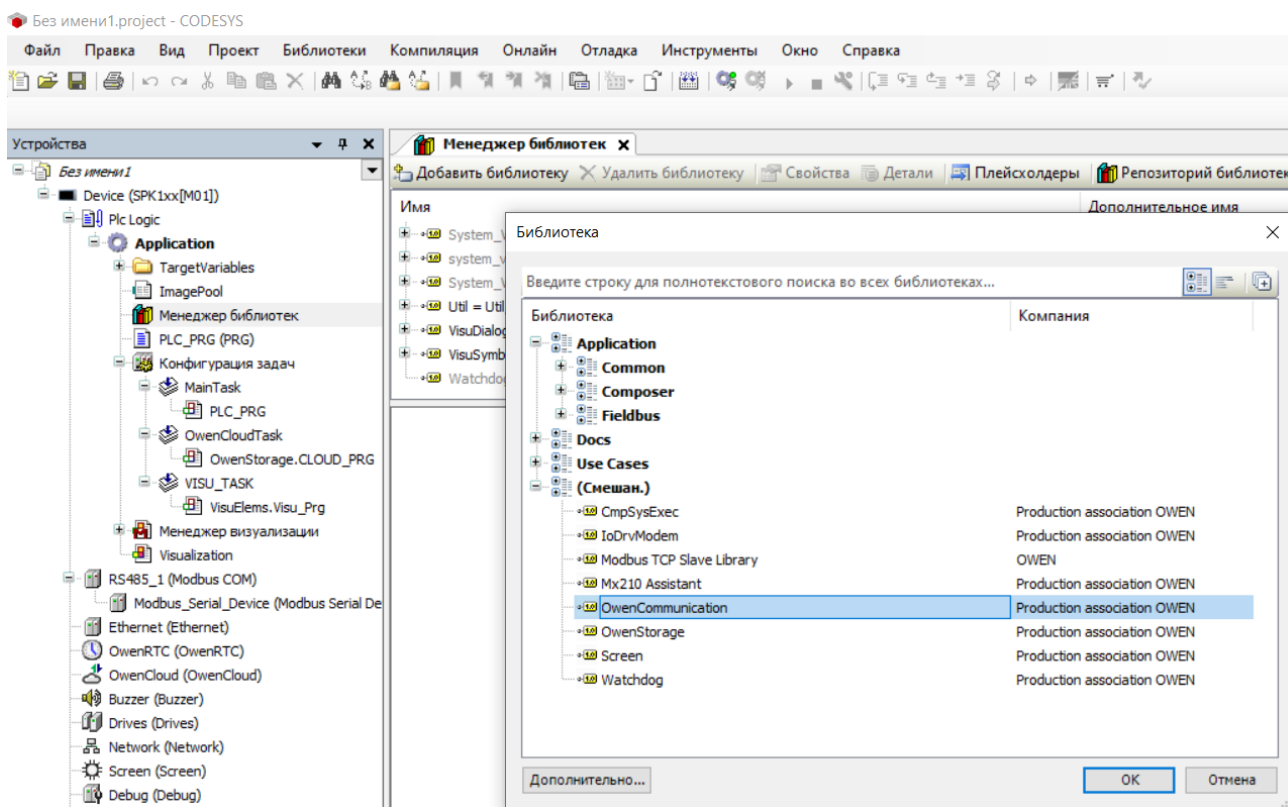 Без имени1.project - CODESYS
Файл Правка Вид Проект Библиотеки Компиляция Онлайн Отладка Инструменты Окно Справка
Устройства
Без имени1
Device (SPK1xx[M01])
Plc Logic
Application
TargetVariables
ImagePool
Менеджер библиотек
PLC_PRG (PRG)
Конфигурация задач
MainTask
PLC_PRG
OwenCloudTask
OwenStorage.CLOUD_PRG
VISU_TASK
VisuElems.Visu_Prg
Менеджер визуализации
Visualization
RS485_1 (Modbus COM)
Modbus_Serial_Device (Modbus Serial De
Ethernet (Ethernet)
OwenRTC (OwenRTC)
OwenCloud (OwenCloud)
Buzzer (Buzzer)
Drives (Drives)
Network (Network)
Screen (Screen)
Debug (Debug)
Менеджер библиотек
Добавить библиотеку Удалить библиотеку Свойства Детали Плейсхолдеры Репозиторий библиотек
Имя Дополнительное имя
System_V
system_v
System_V
Util = Util
VisuDialog
VisuSymb
Watchdog
Библиотека
Введите строку для полнотекстового поиска во всех библиотеках...
Библиотека Компания
Application
Common
Composer
Fieldbus
Docs
Use Cases
(Смешан.)
CmpSysExec Production association OWEN
IoDrvModem Production association OWEN
Modbus TCP Slave Library OWEN
Mx210 Assistant Production association OWEN
OwenCommunication Production association OWEN
OwenStorage Production association OWEN
Screen Production association OWEN
Watchdog Production association OWEN
Дополнительно... OK Отмена